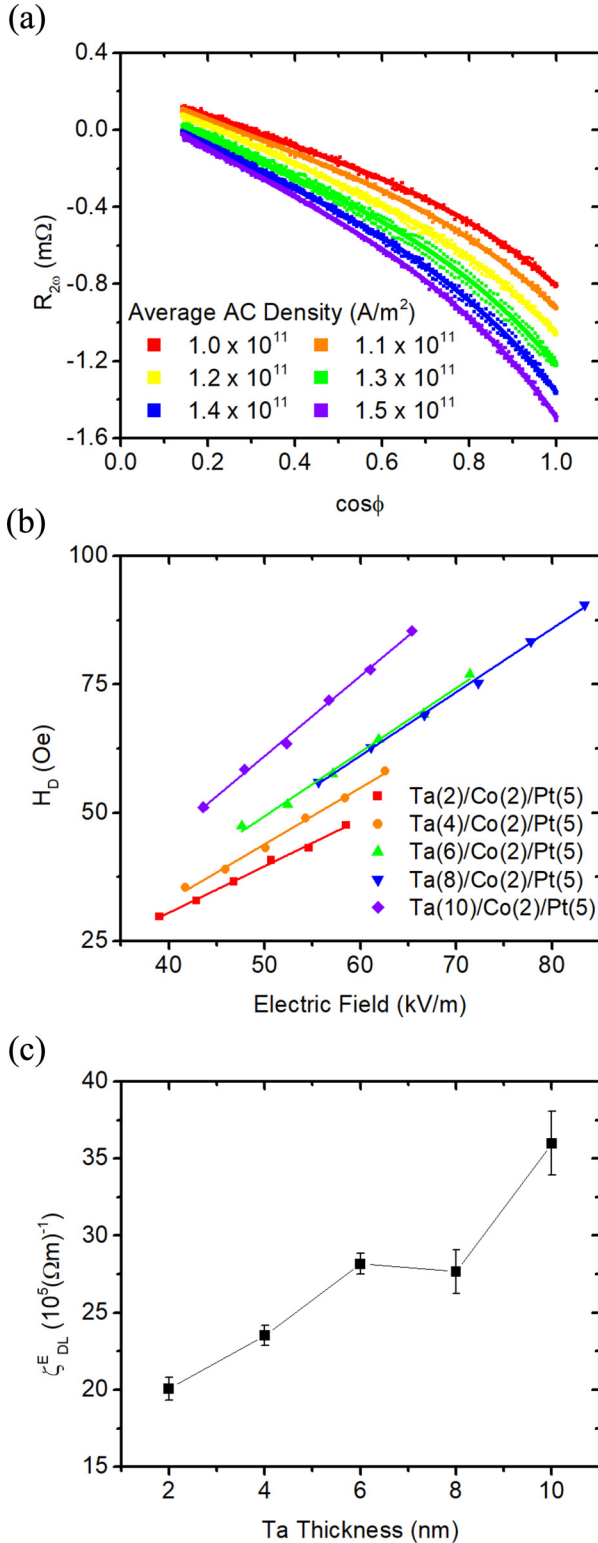 (a)
0.4
0.0
-0.4
-0.8
-1.2
-1.6
R2ω (mΩ)
Average AC Density (A/m²)
1.0 x 10¹¹ 1.1 x 10¹¹
1.2 x 10¹¹ 1.3 x 10¹¹
1.4 x 10¹¹ 1.5 x 10¹¹
0.0 0.2 0.4 0.6 0.8 1.0
cosϕ
(b)
100
75
50
25
H_D (Oe)
Ta(2)/Co(2)/Pt(5)
Ta(4)/Co(2)/Pt(5)
Ta(6)/Co(2)/Pt(5)
Ta(8)/Co(2)/Pt(5)
Ta(10)/Co(2)/Pt(5)
40 50 60 70 80
Electric Field (kV/m)
(c)
40
35
30
25
20
15
ζ^E_DL (10⁵(Ωm)⁻¹)
2 4 6 8 10
Ta Thickness (nm)